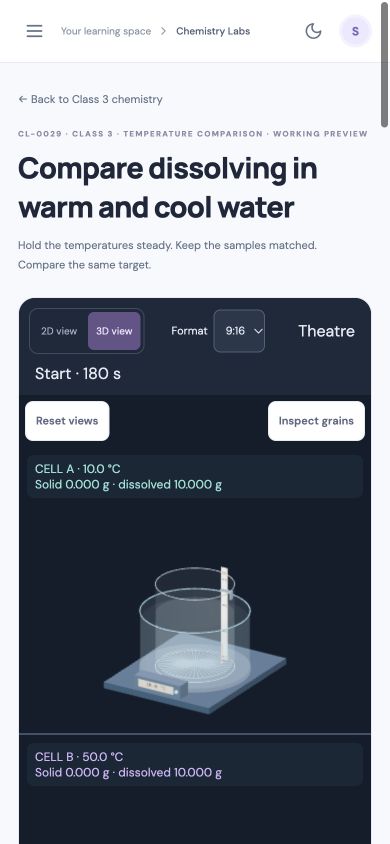 Your learning space > Chemistry Labs
S
← Back to Class 3 chemistry
CL-0029 · CLASS 3 · TEMPERATURE COMPARISON · WORKING PREVIEW
Compare dissolving in
warm and cool water
Hold the temperatures steady. Keep the samples matched.
Compare the same target.
2D view 3D view Format 9:16 Theatre
Start · 180 s
Reset views Inspect grains
CELL A · 10.0 °C
Solid 0.000 g · dissolved 10.000 g
CELL B · 50.0 °C
Solid 0.000 g · dissolved 10.000 g